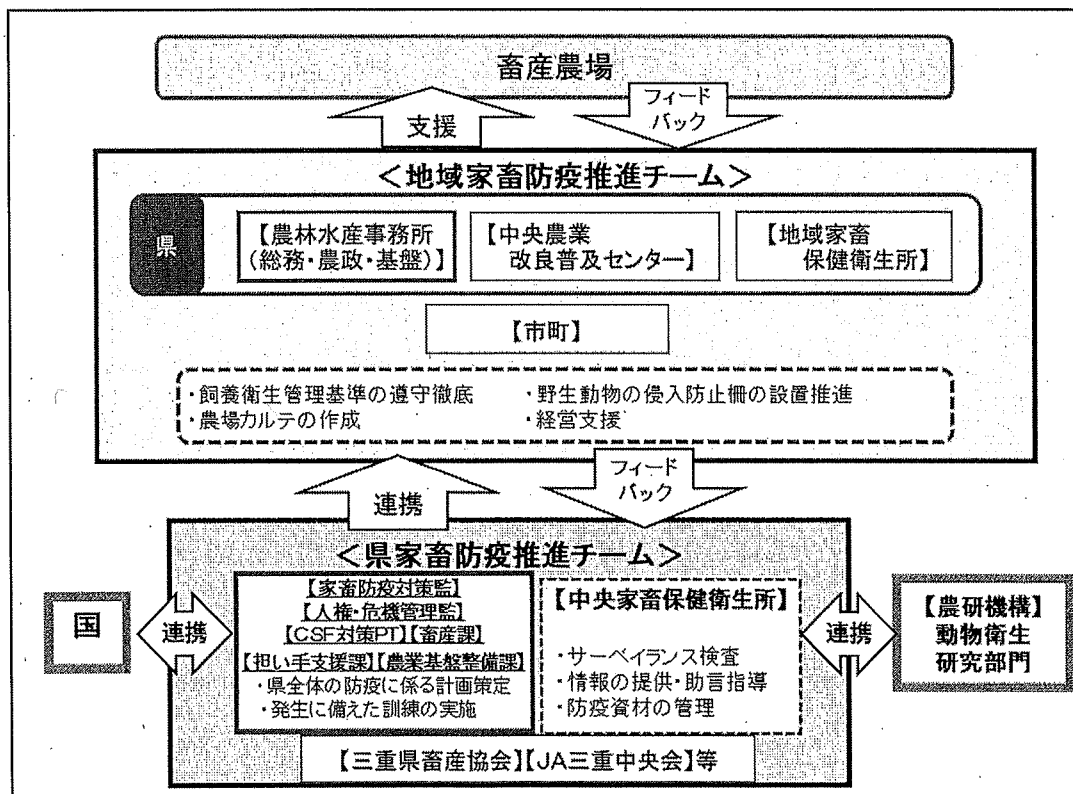 畜産農場
支援
フィード
バック
＜地域家畜防疫推進チーム＞
県
【農林水産事務所
（総務・農政・基盤）】
【中央農業
改良普及センター】
【地域家畜
保健衛生所】
【市町】
・飼養衛生管理基準の遵守徹底
・農場カルテの作成
・野生動物の侵入防止柵の設置推進
・経営支援
連携
フィード
バック
＜県家畜防疫推進チーム＞
国
連携
【家畜防疫対策監】
【人権・危機管理監】
【CSF対策PT】【畜産課】
【担い手支援課】【農業基盤整備課】
・県全体の防疫に係る計画策定
・発生に備えた訓練の実施
【中央家畜保健衛生所】
・サーベイランス検査
・情報の提供・助言指導
・防疫資材の管理
連携
【農研機構】
動物衛生
研究部門
【三重県畜産協会】【JA三重中央会】等